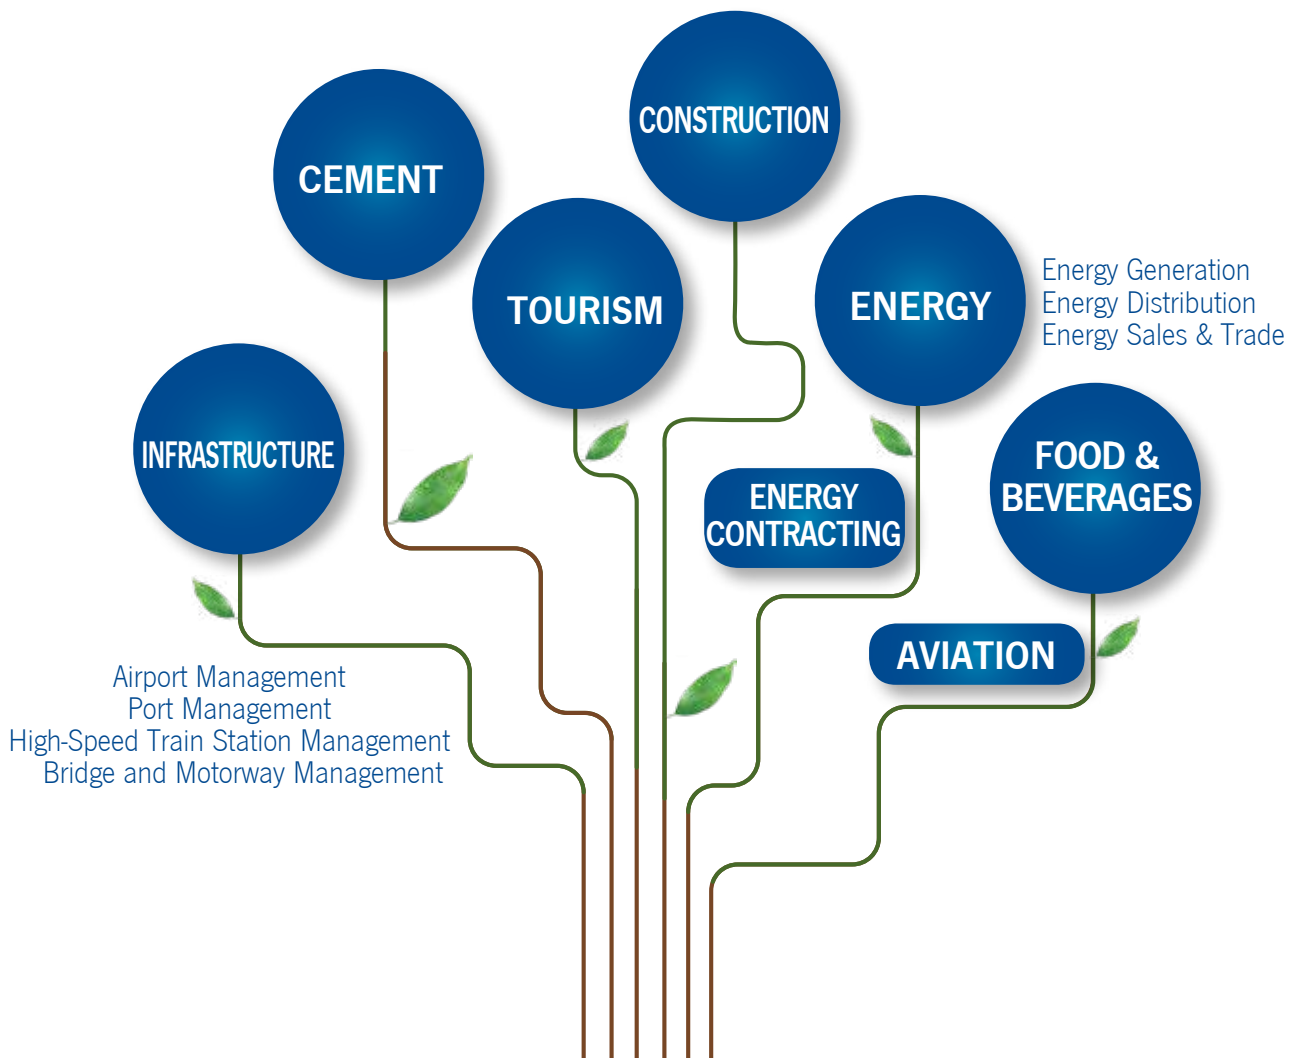 CONSTRUCTION
CEMENT
TOURISM
ENERGY
Energy Generation
Energy Distribution
Energy Sales & Trade
INFRASTRUCTURE
FOOD &
BEVERAGES
ENERGY
CONTRACTING
AVIATION
Airport Management
Port Management
High-Speed Train Station Management
Bridge and Motorway Management